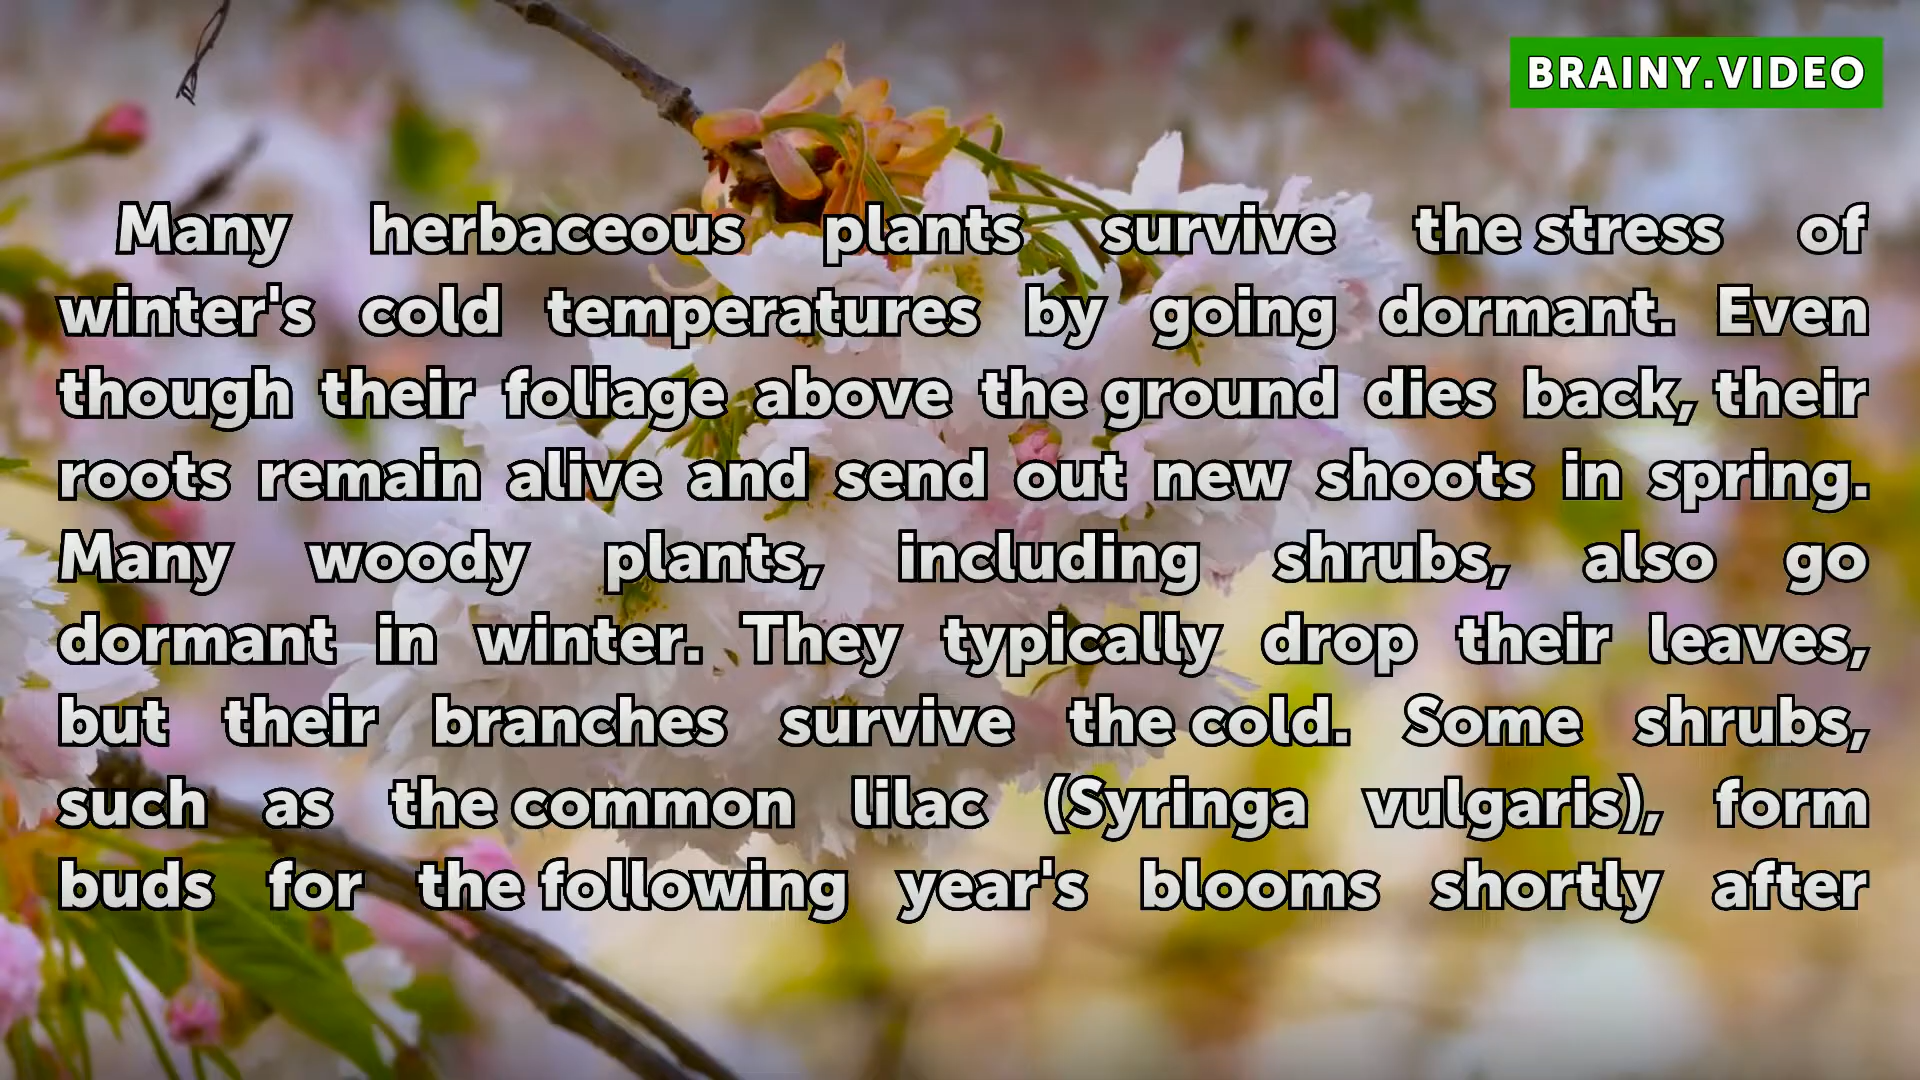 BRAINY.VIDEO
Many herbaceous plants survive the stress of
winter's cold temperatures by going dormant. Even
though their foliage above the ground dies back, their
roots remain alive and send out new shoots in spring.
Many woody plants, including shrubs, also go
dormant in winter. They typically drop their leaves,
but their branches survive the cold. Some shrubs,
such as the common lilac (Syringa vulgaris), form
buds for the following year's blooms shortly after